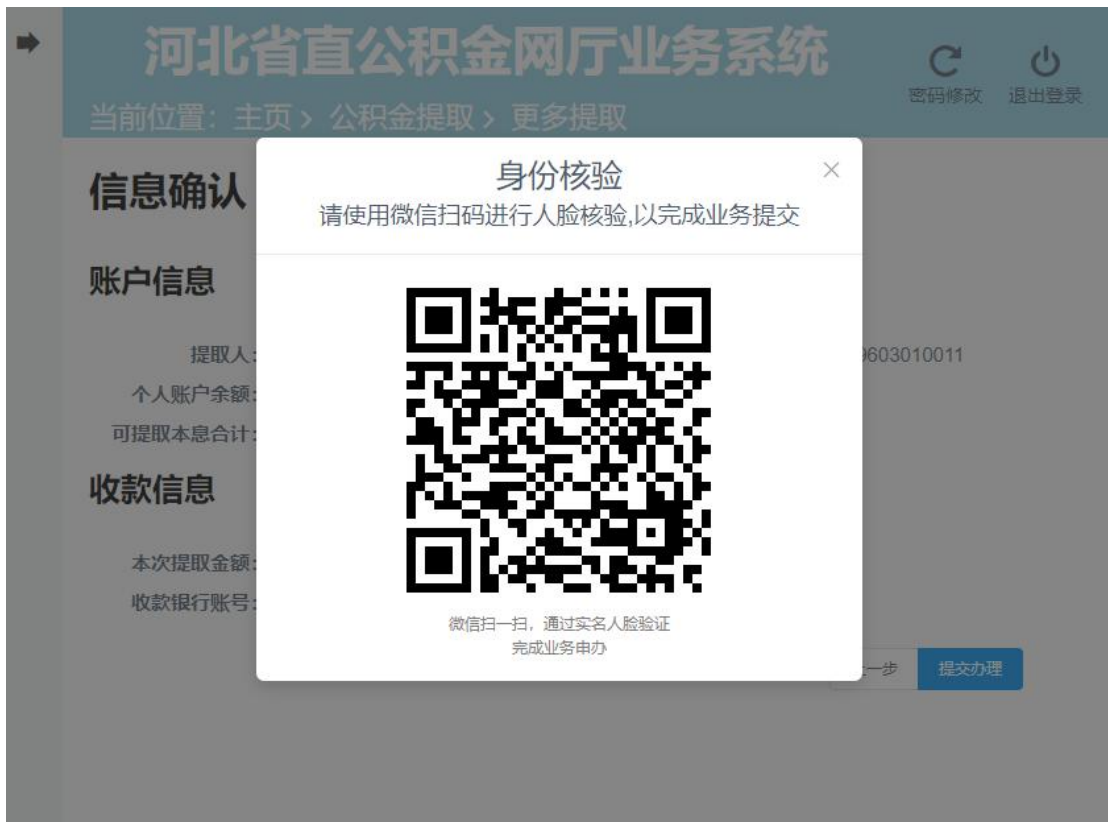 河北省直公积金网厅业务系统
密码修改 退出登录
当前位置：主页 > 公积金提取 > 更多提取
身份核验
请使用微信扫码进行人脸核验,以完成业务提交
信息确认
账户信息
提取人:
9603010011
个人账户余额:
可提取本息合计:
收款信息
本次提取金额:
收款银行账号:
微信扫一扫，通过实名人脸验证
完成业务申办
一步
提交办理